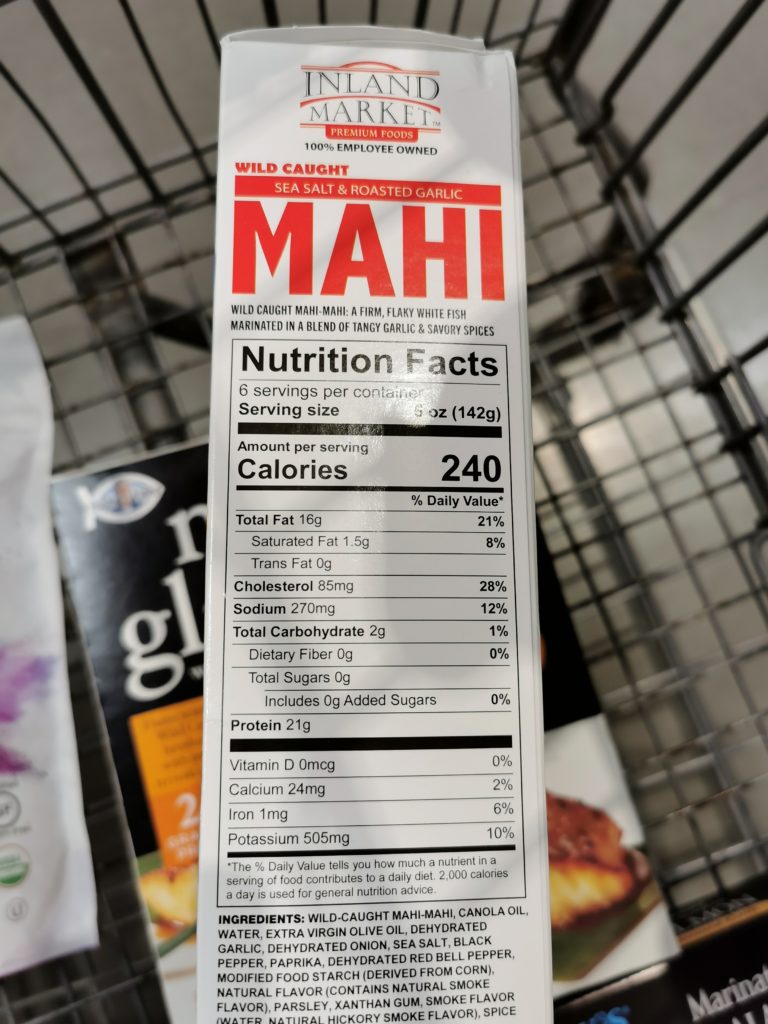 INLAND
MARKET™
PREMIUM FOODS
100% EMPLOYEE OWNED
WILD CAUGHT
SEA SALT & ROASTED GARLIC
MAHI
WILD CAUGHT MAHI-MAHI: A FIRM, FLAKY WHITE FISH
MARINATED IN A BLEND OF TANGY GARLIC & SAVORY SPICES
Nutrition Facts
6 servings per container
Serving size oz (142g)
Amount per serving
Calories 240
% Daily Value*
Total Fat 16g 21%
Saturated Fat 1.5g 8%
Trans Fat 0g
Cholesterol 85mg 28%
Sodium 270mg 12%
Total Carbohydrate 2g 1%
Dietary Fiber 0g 0%
Total Sugars 0g
Includes 0g Added Sugars 0%
Protein 21g
Vitamin D 0mcg 0%
Calcium 24mg 2%
Iron 1mg 6%
Potassium 505mg 10%
*The % Daily Value tells you how much a nutrient in a
serving of food contributes to a daily diet. 2,000 calories
a day is used for general nutrition advice.
INGREDIENTS: WILD-CAUGHT MAHI-MAHI, CANOLA OIL,
WATER, EXTRA VIRGIN OLIVE OIL, DEHYDRATED
GARLIC, DEHYDRATED ONION, SEA SALT, BLACK
PEPPER, PAPRIKA, DEHYDRATED RED BELL PEPPER,
MODIFIED FOOD STARCH (DERIVED FROM CORN),
NATURAL FLAVOR (CONTAINS NATURAL SMOKE
FLAVOR), PARSLEY, XANTHAN GUM, SMOKE FLAVOR
(WATER, NATURAL HICKORY SMOKE FLAVOR), SPICE
Marinat